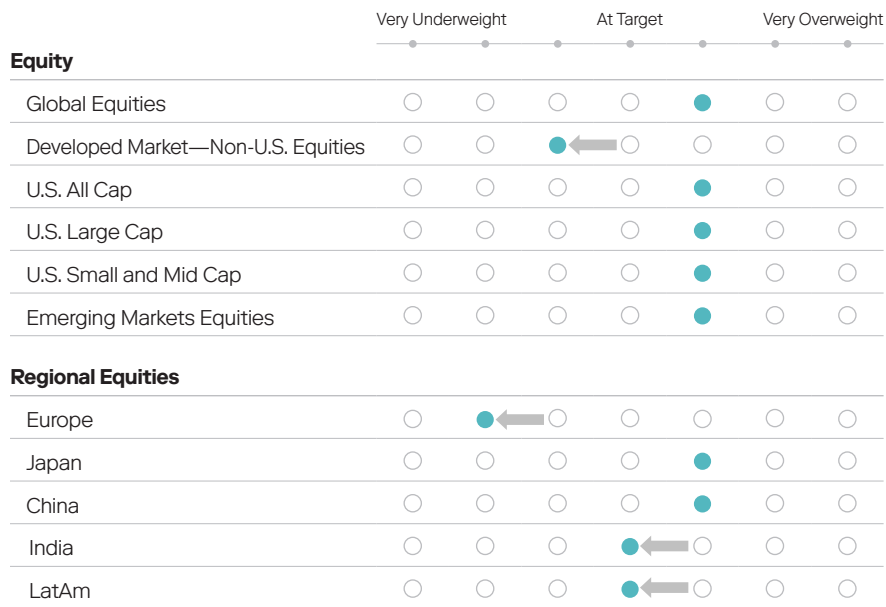 Very Underweight At Target Very Overweight
Equity
Global Equities
Developed Market—Non-U.S. Equities
U.S. All Cap
U.S. Large Cap
U.S. Small and Mid Cap
Emerging Markets Equities
Regional Equities
Europe
Japan
China
India
LatAm